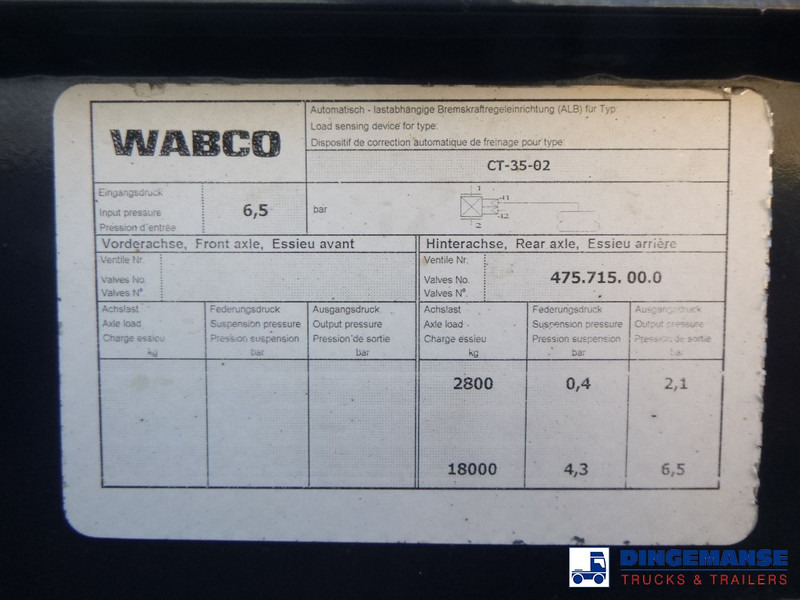 WABCO
Automatisch - lastabhängige Bremskraftregeleinrichtung (ALB) für Typ:
Load sensing device for type:
Dispositif de correction automatique de freinage pour type:
CT-35-02
Eingangsdruck
Input pressure
Pression d'entrée
6,5
bar
1
41
42
2
Vorderachse, Front axle, Essieu avant
Hinterachse, Rear axle, Essieu arrière
Ventile Nr.
Valves No.
Valves N°
Ventile Nr.
Valves No.
Valves N°
475.715.00.0
Achslast
Axle load
Charge essieu
kg
Federungsdruck
Suspension pressure
Pression suspension
bar
Ausgangsdruck
Output pressure
Pression de sortie
bar
Achslast
Axle load
Charge essieu
kg
Federungsdruck
Suspension pressure
Pression suspension
bar
Ausgangsdruck
Output pressure
Pression de sortie
bar
2800 0,4 2,1
18000 4,3 6,5
DINGEMANSE
TRUCKS & TRAILERS